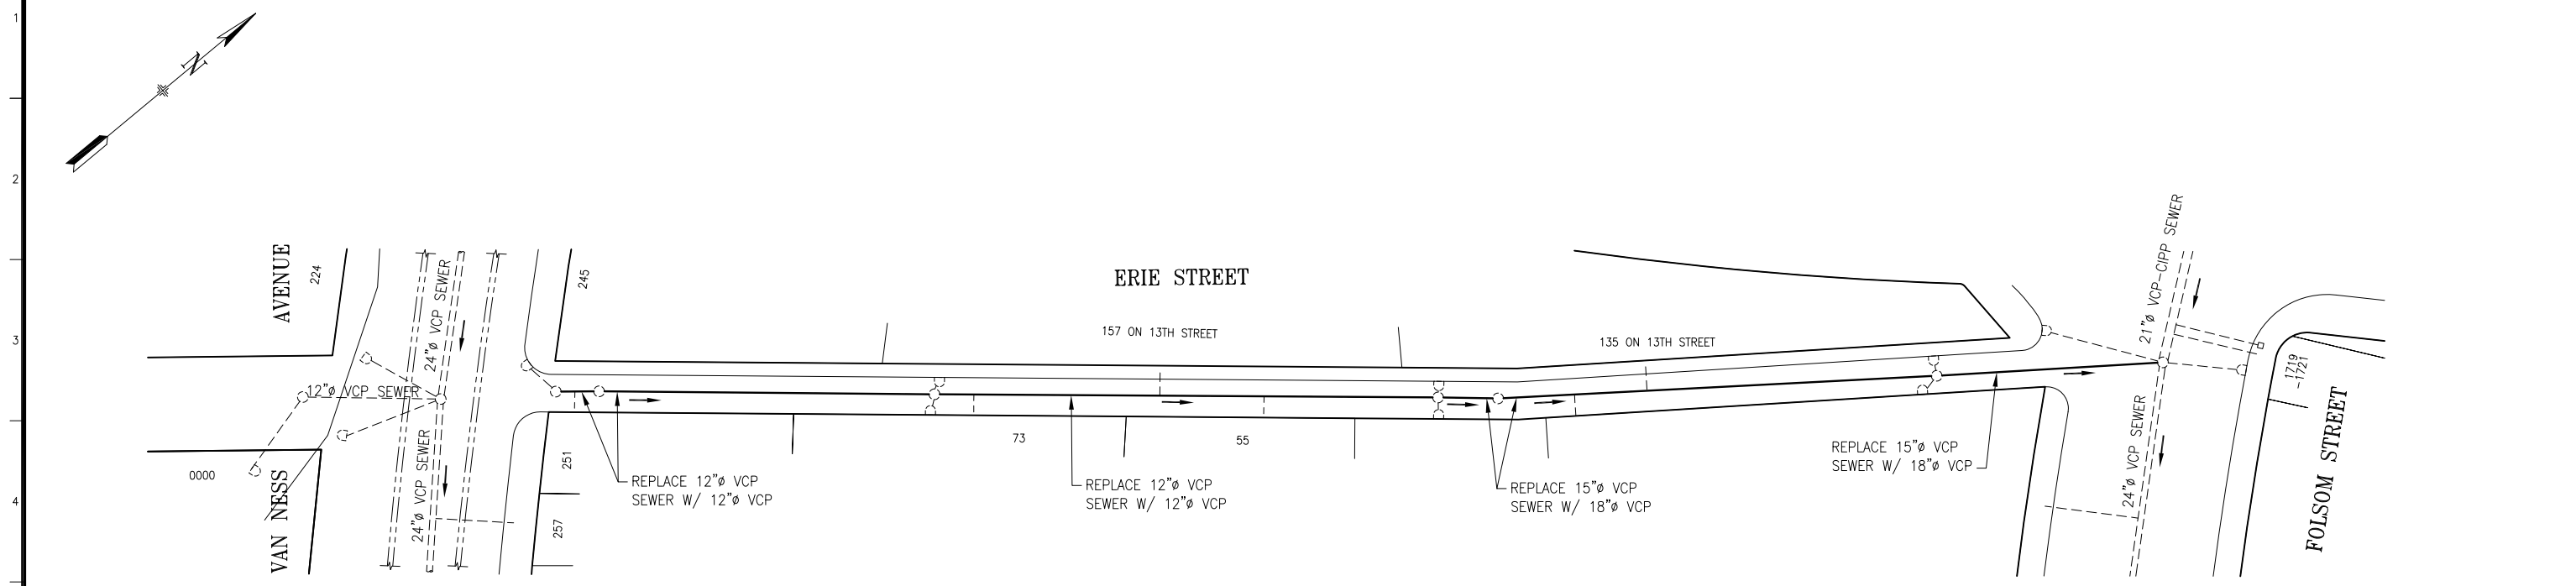 1
2
3
4
N
AVENUE
VAN NESS
224
0000
12"ø VCP SEWER
24"ø VCP SEWER
24"ø VCP SEWER
245
251
257
ERIE STREET
157 ON 13TH STREET
135 ON 13TH STREET
73
55
REPLACE 12"ø VCP
SEWER W/ 12"ø VCP
REPLACE 12"ø VCP
SEWER W/ 12"ø VCP
REPLACE 15"ø VCP
SEWER W/ 18"ø VCP
REPLACE 15"ø VCP
SEWER W/ 18"ø VCP
21"ø VCP-CIPP SEWER
24"ø VCP SEWER
1719
-1721
FOLSOM STREET